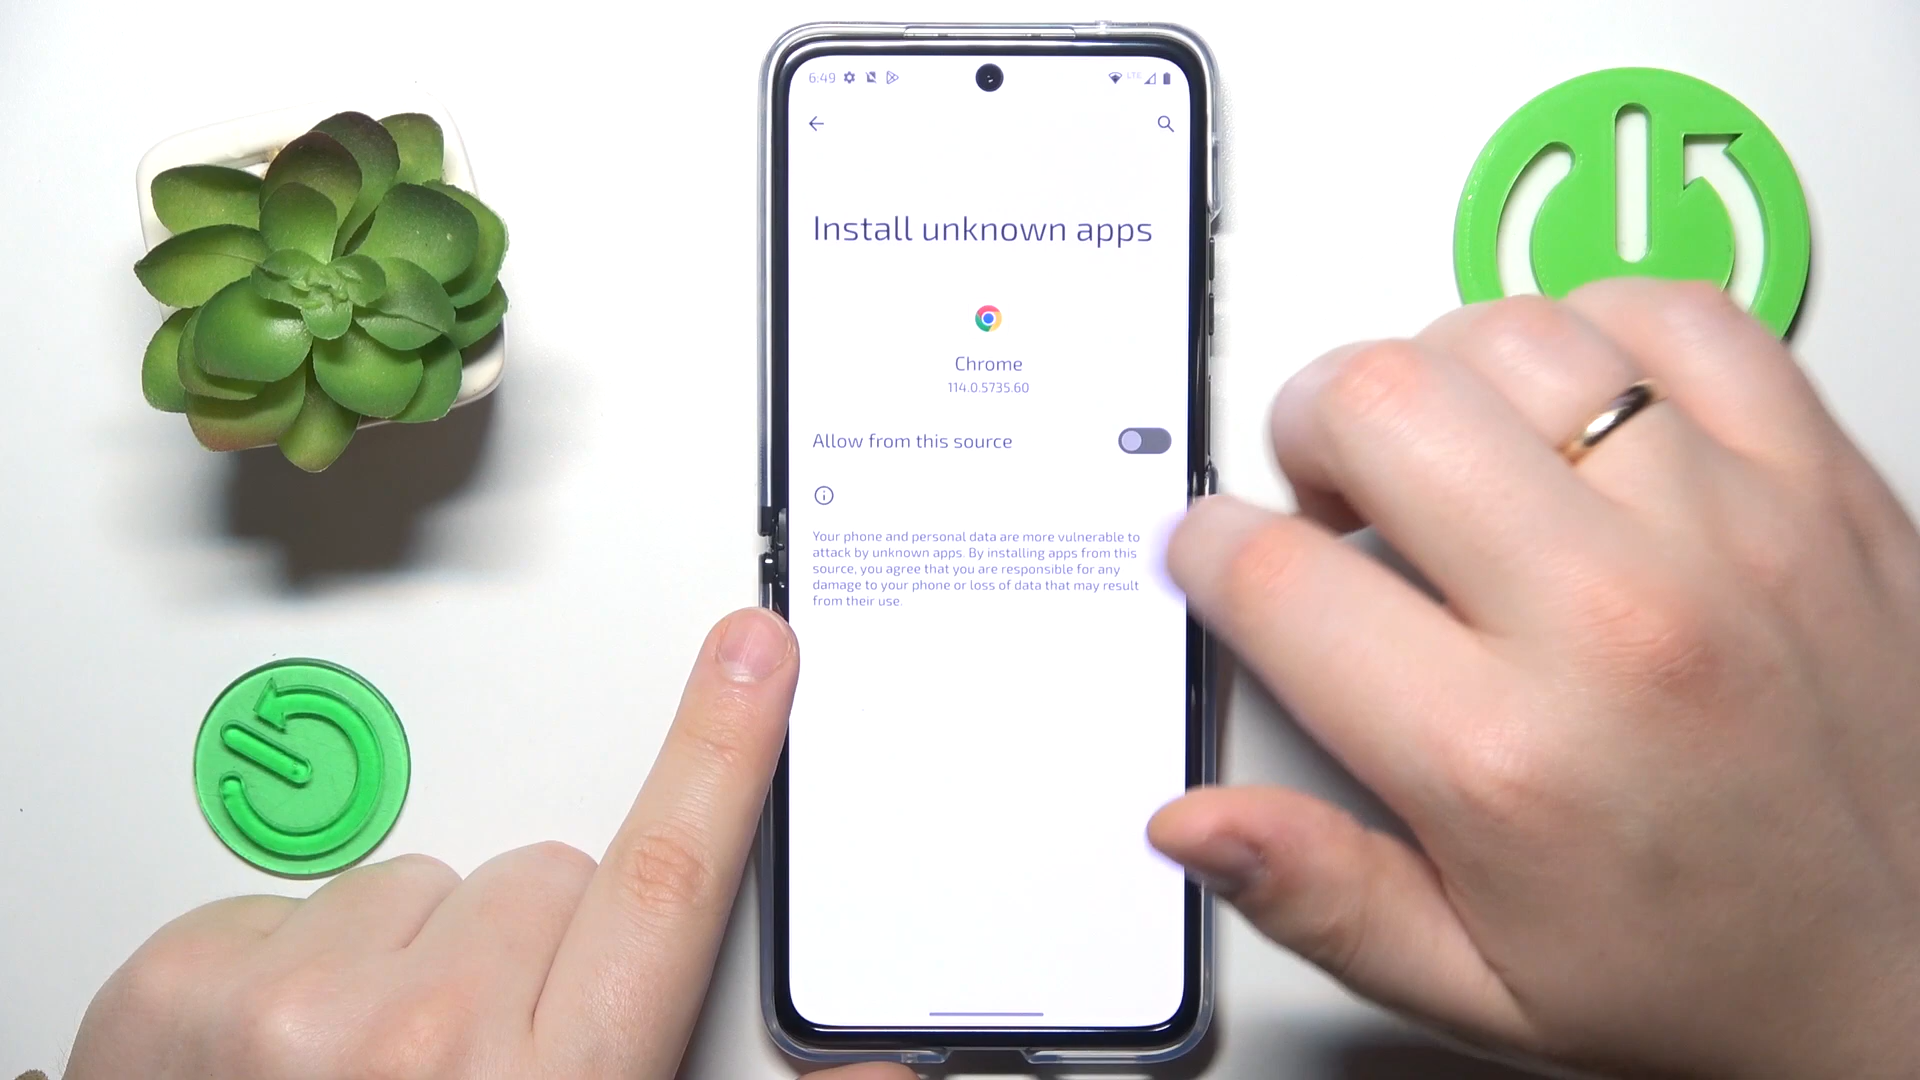 6:49
LTE
Install unknown apps
Chrome
114.0.5735.60
Allow from this source
Your phone and personal data are more vulnerable to
attack by unknown apps. By installing apps from this
source, you agree that you are responsible for any
damage to your phone or loss of data that may result
from their use.